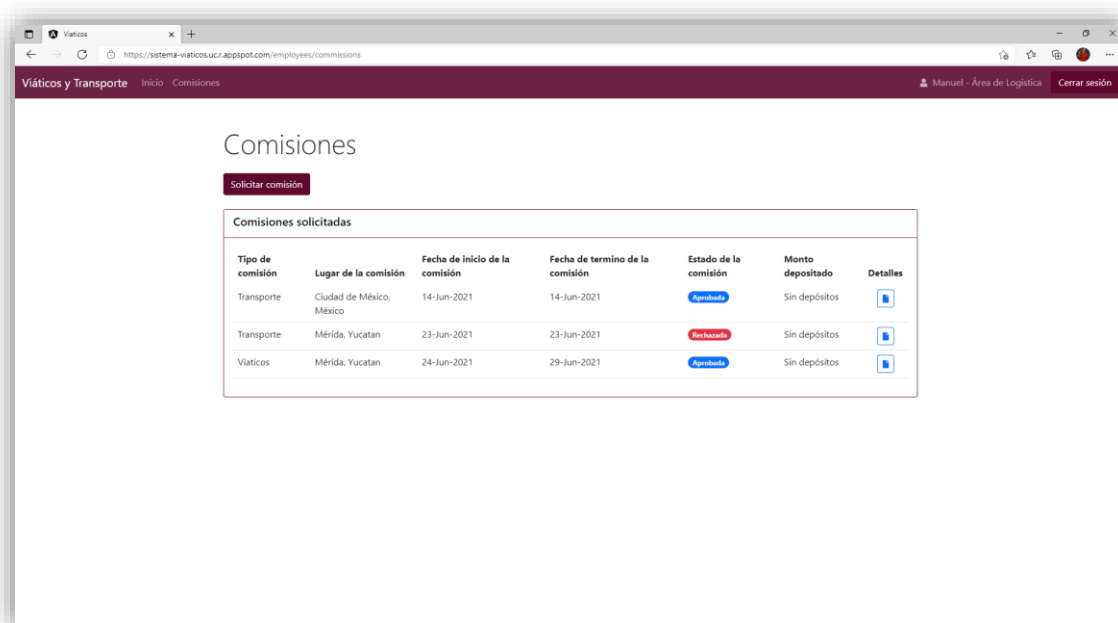 Viaticos
https://sistema-viaticos.uc.r.appspot.com/employees/commissions
Viáticos y Transporte Inicio Comisiones Manuel - Área de Logística Cerrar sesión
Comisiones
Solicitar comisión
Comisiones solicitadas
Tipo de comisión Lugar de la comisión Fecha de inicio de la comisión Fecha de termino de la comisión Estado de la comisión Monto depositado Detalles
Transporte Ciudad de México, México 14-Jun-2021 14-Jun-2021 Aprobada Sin depósitos
Transporte Mérida, Yucatan 23-Jun-2021 23-Jun-2021 Rechazada Sin depósitos
Viaticos Mérida, Yucatan 24-Jun-2021 29-Jun-2021 Aprobada Sin depósitos